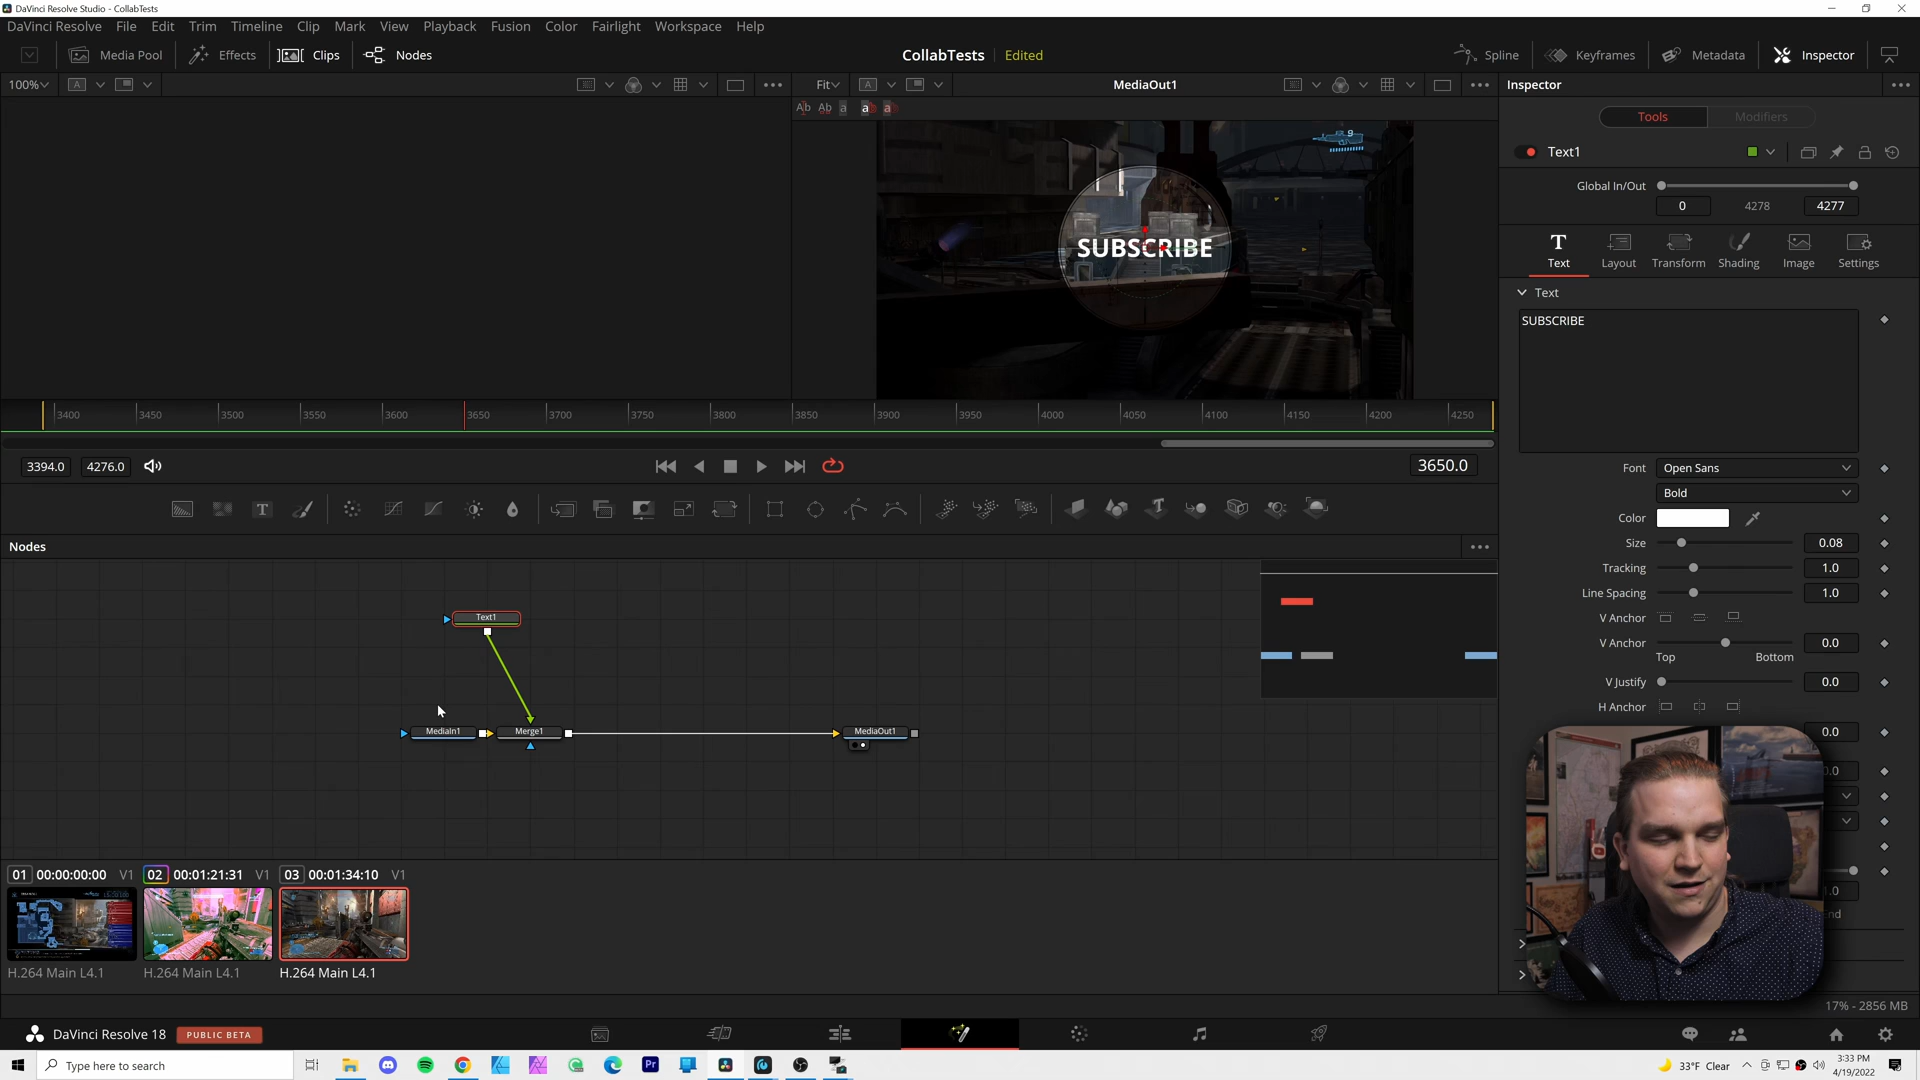 DaVinci Resolve Studio - CollabTests
DaVinci Resolve File Edit Trim Timeline Clip Mark View Playback Fusion Color Fairlight Workspace Help
Media Pool Effects Clips Nodes CollabTests Edited Spline Keyframes Metadata Inspector
100% A Fit A MediaOut1 Inspector
Ab Ab a a a
Tools Modifiers
9
Text1
Global In/Out
0 4278 4277
SUBSCRIBE
T
Text Layout Transform Shading Image Settings
Text
SUBSCRIBE
3400 3450 3500 3550 3600 3650 3700 3750 3800 3850 3900 3950 4000 4050 4100 4150 4200 4250
3394.0 4276.0 3650.0
Font Open Sans
Bold
Color
Size 0.08
Tracking 1.0
Line Spacing 1.0
V Anchor
V Anchor 0.0
Top Bottom
V Justify 0.0
H Anchor
0.0
Nodes
Text1
MediaIn1 Merge1 MediaOut1
01 00:00:00:00 V1 02 00:01:21:31 V1 03 00:01:34:10 V1
H.264 Main L4.1 H.264 Main L4.1 H.264 Main L4.1
17% - 2856 MB
DaVinci Resolve 18 PUBLIC BETA
Type here to search
Pr
33°F Clear
3:33 PM
4/19/2022